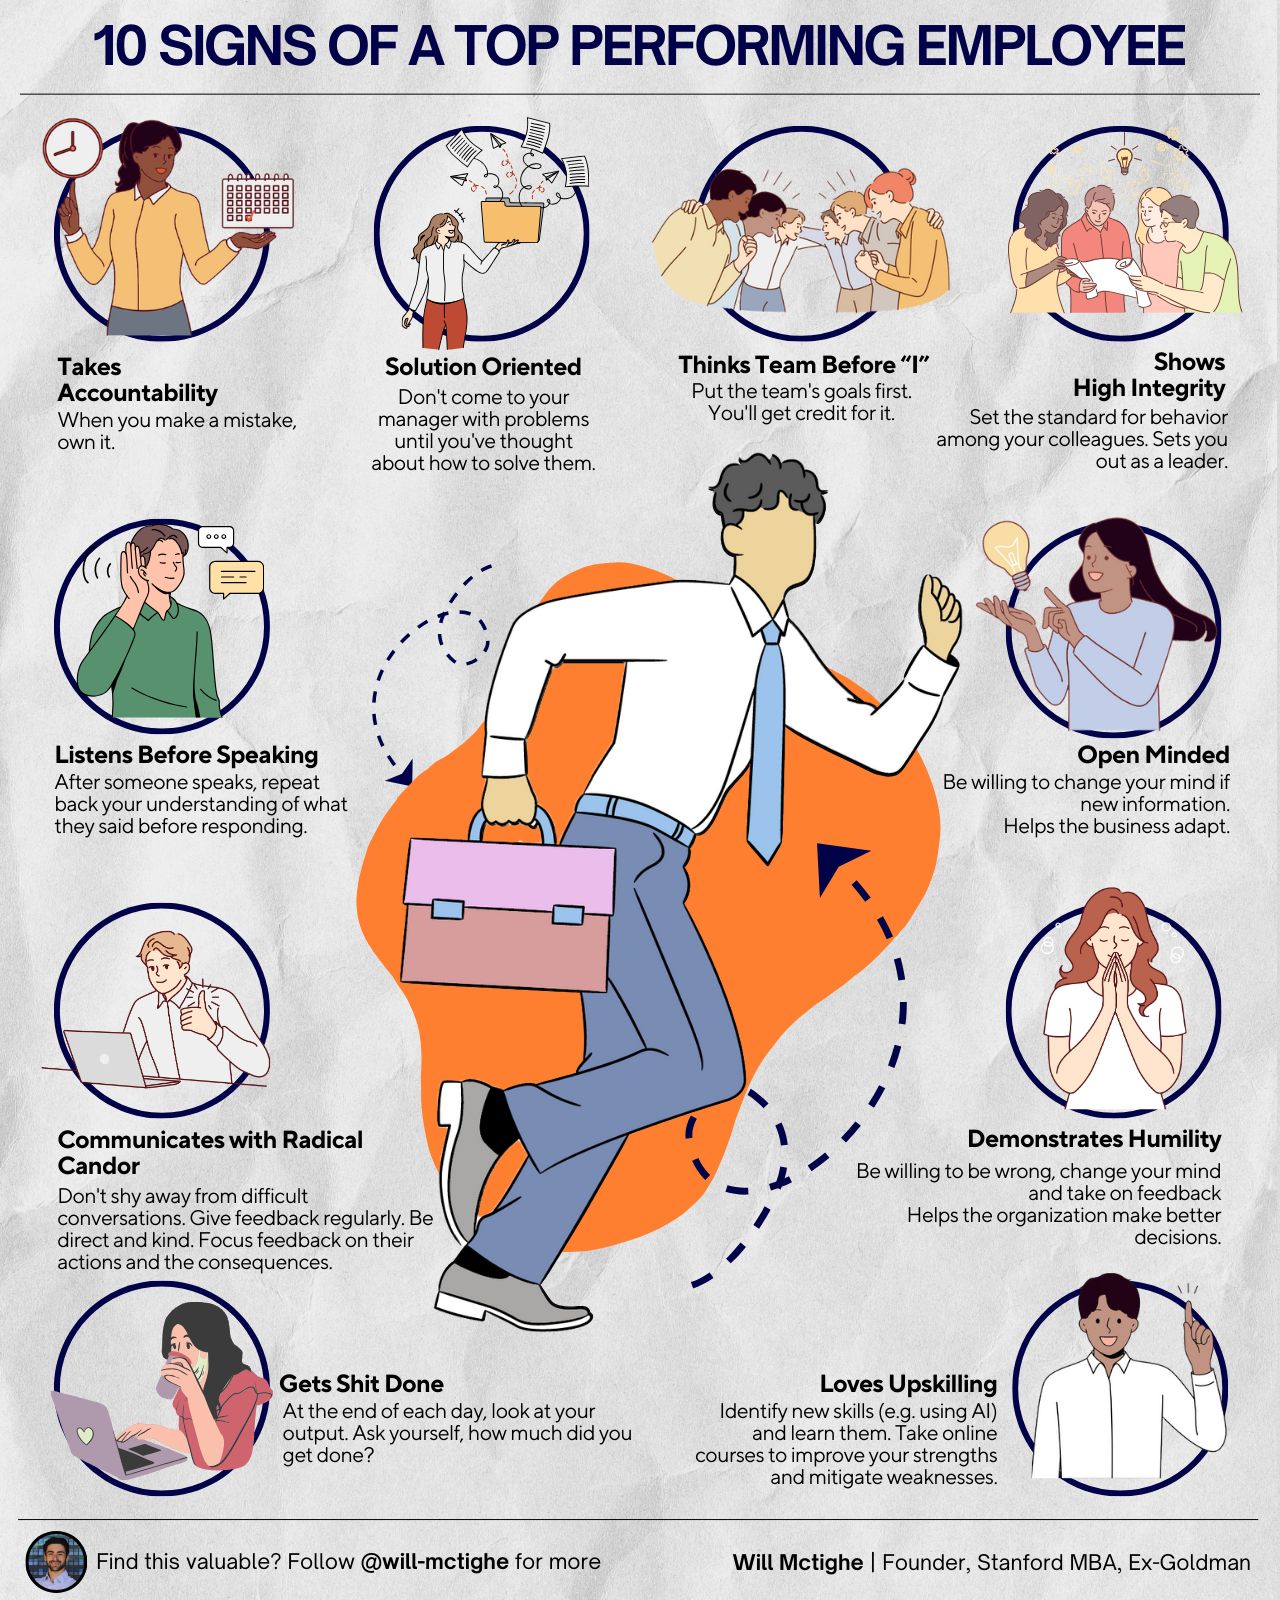 10 SIGNS OF A TOP PERFORMING EMPLOYEE
Takes
Accountability
When you make a mistake,
own it.
Solution Oriented
Don't come to your
manager with problems
until you've thought
about how to solve them.
Thinks Team Before “I”
Put the team's goals first.
You'll get credit for it.
Shows
High Integrity
Set the standard for behavior
among your colleagues. Sets you
out as a leader.
Listens Before Speaking
After someone speaks, repeat
back your understanding of what
they said before responding.
Open Minded
Be willing to change your mind if
new information.
Helps the business adapt.
Communicates with Radical
Candor
Don't shy away from difficult
conversations. Give feedback regularly. Be
direct and kind. Focus feedback on their
actions and the consequences.
Demonstrates Humility
Be willing to be wrong, change your mind
and take on feedback
Helps the organization make better
decisions.
Gets Shit Done
At the end of each day, look at your
output. Ask yourself, how much did you
get done?
Loves Upskilling
Identify new skills (e.g. using AI)
and learn them. Take online
courses to improve your strengths
and mitigate weaknesses.
Find this valuable? Follow @will-mctighe for more
Will Mctighe | Founder, Stanford MBA, Ex-Goldman